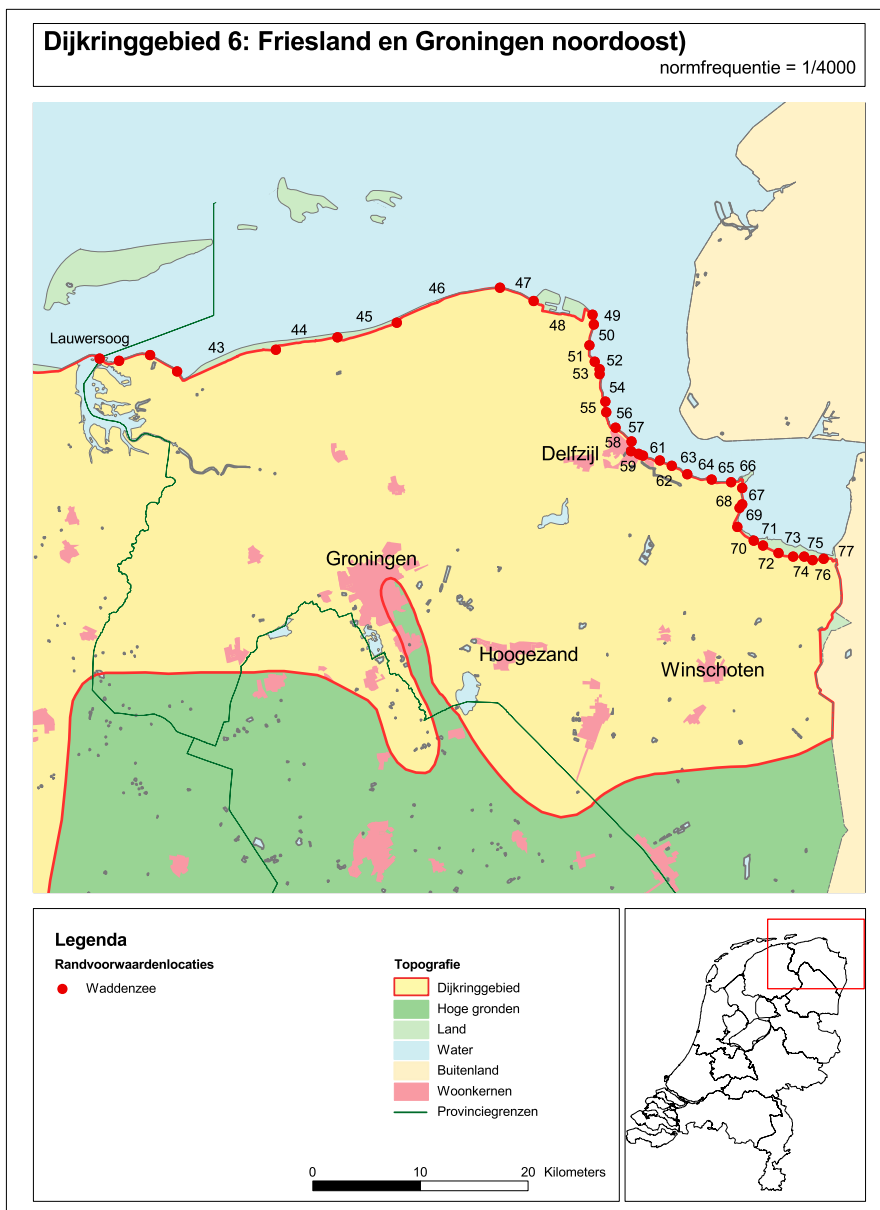 Dijkringgebied 6: Friesland en Groningen noordoost)
normfrequentie = 1/4000
Lauwersoog
43
44
45
46
47
48
49
50
51
52
53
54
55
56
57
58
Delfzijl
59
61
62
63
64
65
66
67
68
69
70
71
72
73
74
75
76
77
Groningen
Hoogezand
Winschoten
Legenda
Randvoorwaardenlocaties
Waddenzee
Topografie
Dijkringgebied
Hoge gronden
Land
Water
Buitenland
Woonkernen
Provinciegrenzen
0 10 20 Kilometers